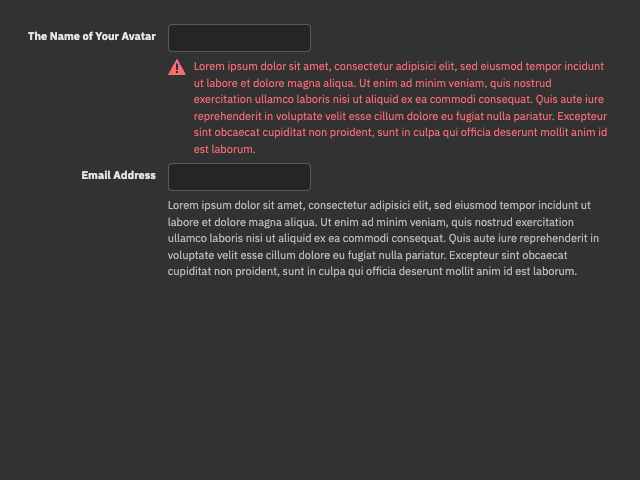 The Name of Your Avatar
Lorem ipsum dolor sit amet, consectetur adipisici elit, sed eiusmod tempor incidunt
ut labore et dolore magna aliqua. Ut enim ad minim veniam, quis nostrud
exercitation ullamco laboris nisi ut aliquid ex ea commodi consequat. Quis aute iure
reprehenderit in voluptate velit esse cillum dolore eu fugiat nulla pariatur. Excepteur
sint obcaecat cupiditat non proident, sunt in culpa qui officia deserunt mollit anim id
est laborum.
Email Address
Lorem ipsum dolor sit amet, consectetur adipisici elit, sed eiusmod tempor incidunt ut
labore et dolore magna aliqua. Ut enim ad minim veniam, quis nostrud exercitation
ullamco laboris nisi ut aliquid ex ea commodi consequat. Quis aute iure reprehenderit in
voluptate velit esse cillum dolore eu fugiat nulla pariatur. Excepteur sint obcaecat
cupiditat non proident, sunt in culpa qui officia deserunt mollit anim id est laborum.